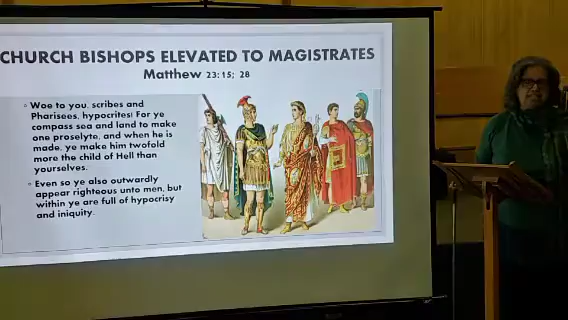 CHURCH BISHOPS ELEVATED TO MAGISTRATES
Matthew 23:15; 28
Woe to you, scribes and
Pharisees, hypocrites! For ye
compass sea and land to make
one proselyte, and when he is
made, ye make him twofold
more the child of Hell than
yourselves.
Even so ye also outwardly
appear righteous unto men, but
within ye are full of hypocrisy
and iniquity.